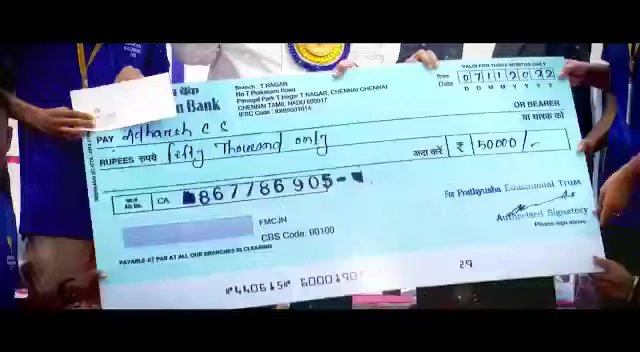 बैंक
n Bank
Branch : T.NAGAR
No 7 Prakasam Road
Panagal Park T Nagar T.NAGAR, CHENNAI CHENNAI
CHENNAI TAMIL NADU 600017
VALID FOR THREE MONTHS ONLY
दिनांक
Date
07112022
D D M M Y Y Y Y
PAY Adharsh C S
OR BEARER
या धारक को
RUPEES रुपये fifty Thousand only
अदा करें ₹ 50000/-
CA 867786905-
For Prathyusha Educational Trust
FMCJN
CBS Code: 00100
Authorised Signatory
Please sign above
PAYABLE AT PAR AT ALL OUR BRANCHES IN CLEARING
29